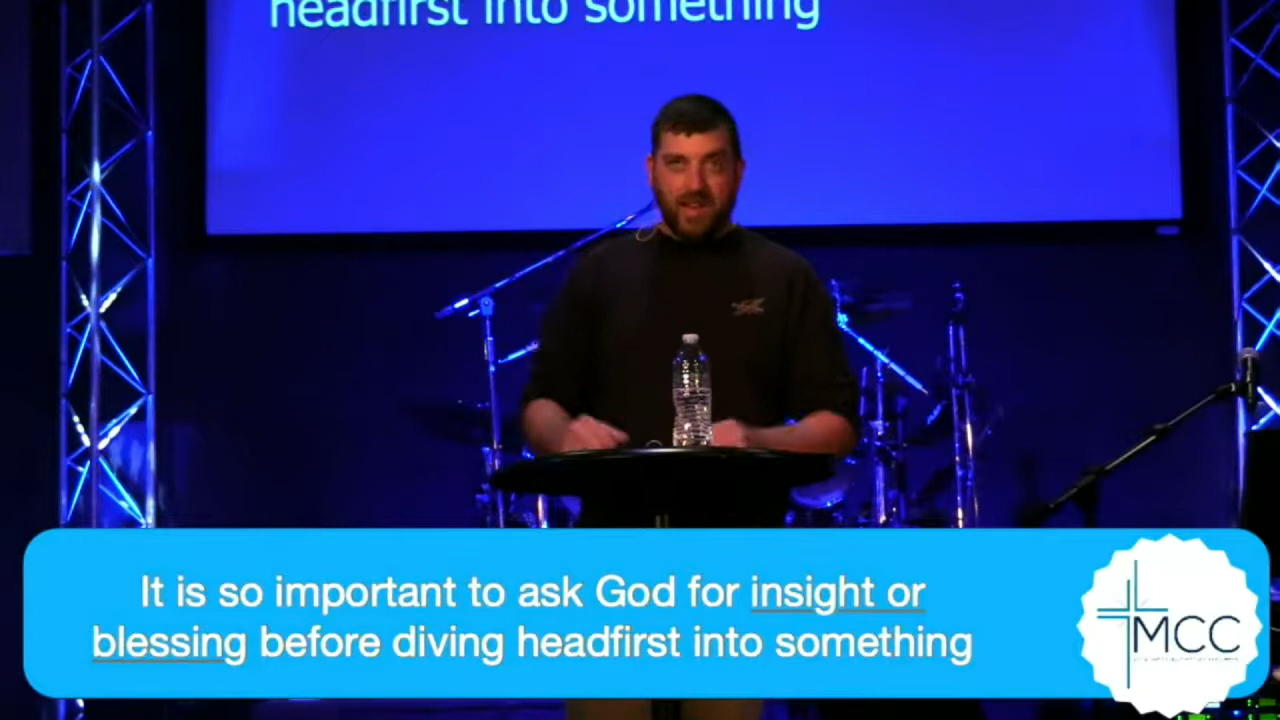 headfirst into something
It is so important to ask God for insight or
blessing before diving headfirst into something
MCC